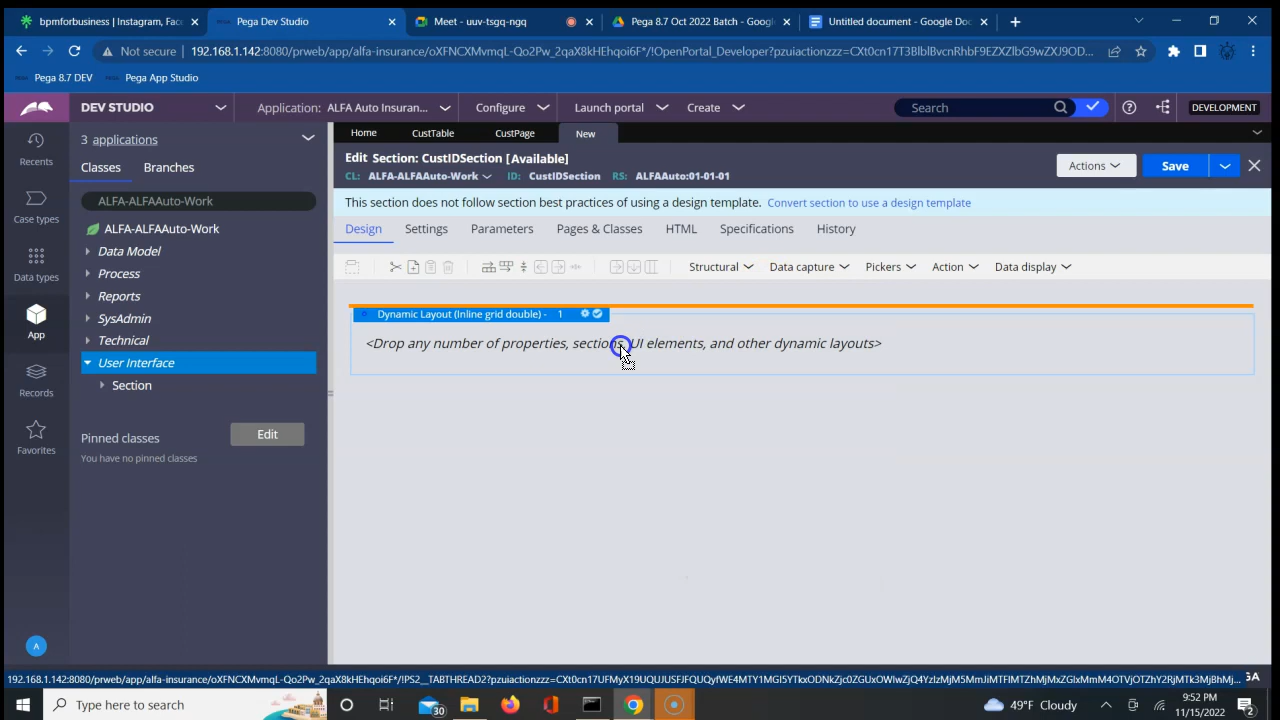 bpmforbusiness | Instagram, Fac
Pega Dev Studio
Meet - uuv-tsgq-ngq
Pega 8.7 Oct 2022 Batch - Googl
Untitled document - Google Doc
Not secure
192.168.1.142:8080/prweb/app/alfa-insurance/
Pega 8.7 DEV
Pega App Studio
DEV STUDIO
Application: ALFA Auto Insuran...
Configure
Launch portal
Create
Search
DEVELOPMENT
3 applications
Home
CustTable
CustPage
New
Recents
Classes
Branches
Edit Section: CustIDSection [Available]
CL: ALFA-ALFAAuto-Work
ID: CustIDSection
RS: ALFAAuto:01-01-01
Actions
Save
ALFA-ALFAAuto-Work
Case types
This section does not follow section best practices of using a design template. Convert section to use a design template
ALFA-ALFAAuto-Work
Design
Settings
Parameters
Pages & Classes
HTML
Specifications
History
Data Model
Process
Data types
Structural
Data capture
Pickers
Action
Data display
Reports
SysAdmin
App
Dynamic Layout (Inline grid double) - 1
Technical
<Drop any number of properties, sections, UI elements, and other dynamic layouts>
User Interface
Section
Records
Pinned classes
Edit
Favorites
You have no pinned classes
A
GA
Type here to search
30
49°F Cloudy
9:52 PM
11/15/2022
2